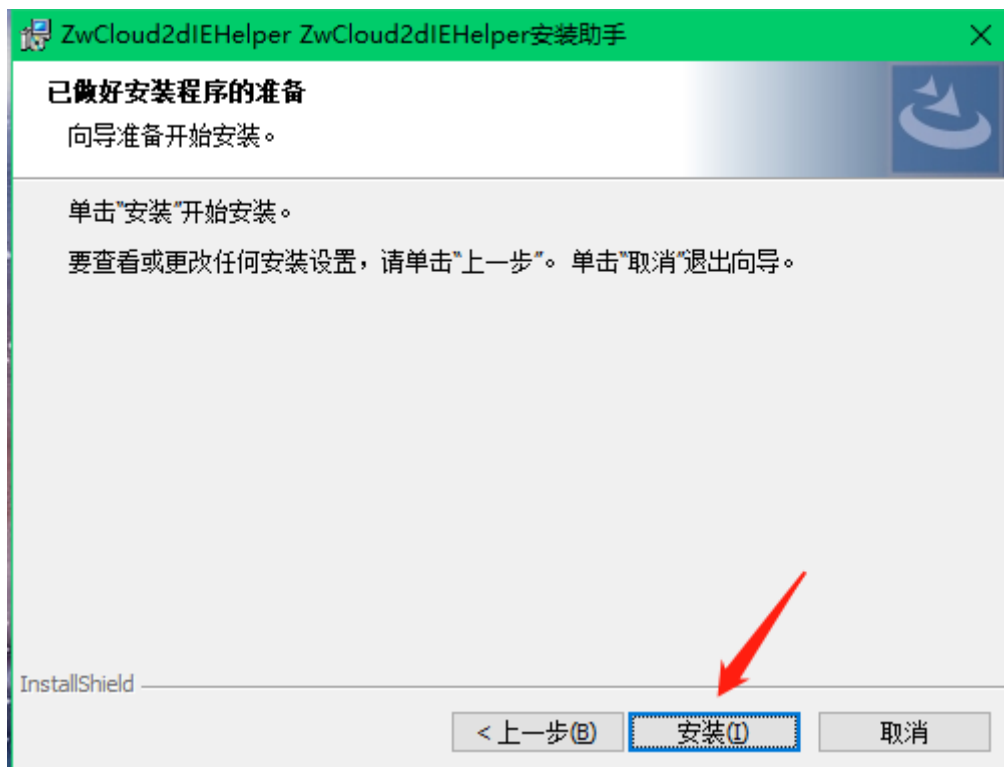 ZwCloud2dIEHelper ZwCloud2dIEHelper安装助手
已做好安装程序的准备
向导准备开始安装。
单击"安装"开始安装。
要查看或更改任何安装设置，请单击"上一步"。 单击"取消"退出向导。
InstallShield
< 上一步(B) 安装(I) 取消